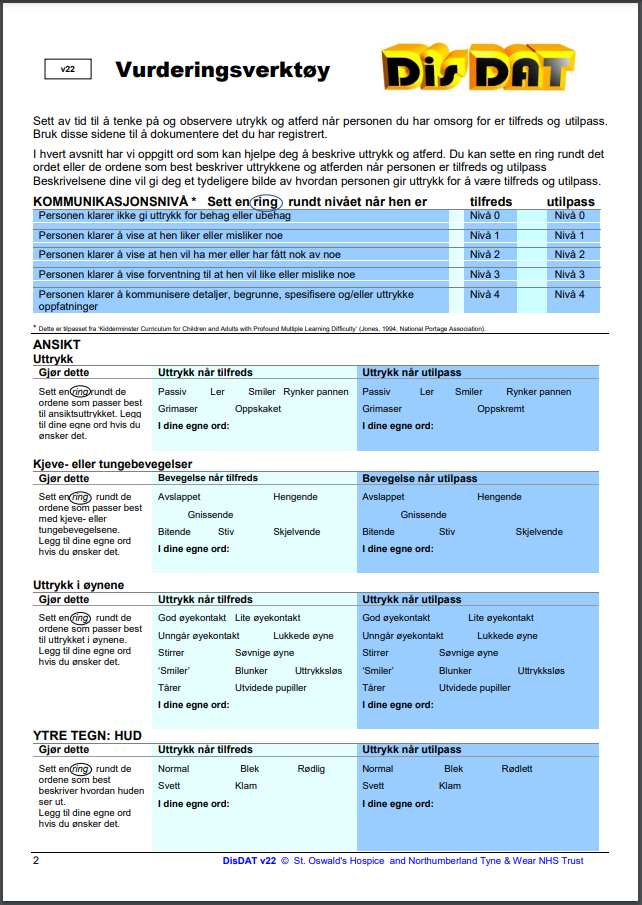 v22
Vurderingsverktøy
Dis DAT
Sett av tid til å tenke på og observere utrykk og atferd når personen du har omsorg for er tilfreds og utilpass.
Bruk disse sidene til å dokumentere det du har registrert.
I hvert avsnitt har vi oppgitt ord som kan hjelpe deg å beskrive uttrykk og atferd. Du kan sette en ring rundt det
ordet eller de ordene som best beskriver uttrykkene og atferden når personen er tilfreds og utilpass
Beskrivelsene dine vil gi deg et tydeligere bilde av hvordan personen gir uttrykk for å være tilfreds og utilpass.
KOMMUNIKASJONSNIVÅ * Sett en ring rundt nivået når hen er tilfreds utilpass
Personen klarer ikke gi uttrykk for behag eller ubehag Nivå 0 Nivå 0
Personen klarer å vise at hen liker eller misliker noe Nivå 1 Nivå 1
Personen klarer å vise at hen vil ha mer eller har fått nok av noe Nivå 2 Nivå 2
Personen klarer å vise forventning til at hen vil like eller mislike noe Nivå 3 Nivå 3
Personen klarer å kommunisere detaljer, begrunne, spesifisere og/eller uttrykke Nivå 4 Nivå 4
oppfatninger
* Dette er tilpasset fra 'Kidderminster Curriculum for Children and Adults with Profound Multiple Learning Difficulty' (Jones, 1994, National Portage Association).
ANSIKT
Uttrykk
Gjør dette Uttrykk når tilfreds Uttrykk når utilpass
Sett en ring rundt de
ordene som passer best
til ansiktsuttrykket. Legg
til dine egne ord hvis du
ønsker det.
Passiv Ler Smiler Rynker pannen
Grimaser Oppskaket
I dine egne ord:
Passiv Ler Smiler Rynker pannen
Grimaser Oppskremt
I dine egne ord:
Kjeve- eller tungebevegelser
Gjør dette Bevegelse når tilfreds Bevegelse når utilpass
Sett en ring rundt de
ordene som passer best
med kjeve- eller
tungebevegelsene.
Legg til dine egne ord
hvis du ønsker det.
Avslappet Hengende
Gnissende
Bitende Stiv Skjelvende
I dine egne ord:
Avslappet Hengende
Gnissende
Bitende Stiv Skjelvende
I dine egne ord:
Uttrykk i øynene
Gjør dette Uttrykk når tilfreds Uttrykk når utilpass
Sett en ring rundt de
ordene som passer best
til uttrykket i øynene.
Legg til dine egne ord
hvis du ønsker det.
God øyekontakt Lite øyekontakt
Unngår øyekontakt Lukkede øyne
Stirrer Søvnige øyne
'Smiler' Blunker Uttrykksløs
Tårer Utvidede pupiller
I dine egne ord:
God øyekontakt Lite øyekontakt
Unngår øyekontakt Lukkede øyne
Stirrer Søvnige øyne
'Smiler' Blunker Uttrykksløs
Tårer Utvidede pupiller
I dine egne ord:
YTRE TEGN: HUD
Gjør dette Uttrykk når tilfreds Uttrykk når utilpass
Sett en ring rundt de
ordene som best
beskriver hvordan huden
ser ut.
Legg til dine egne ord
hvis du ønsker det.
Normal Blek Rødlig
Svett Klam
I dine egne ord:
Normal Blek Rødlett
Svett Klam
I dine egne ord:
2 DisDAT v22 © St. Oswald's Hospice and Northumberland Tyne & Wear NHS Trust